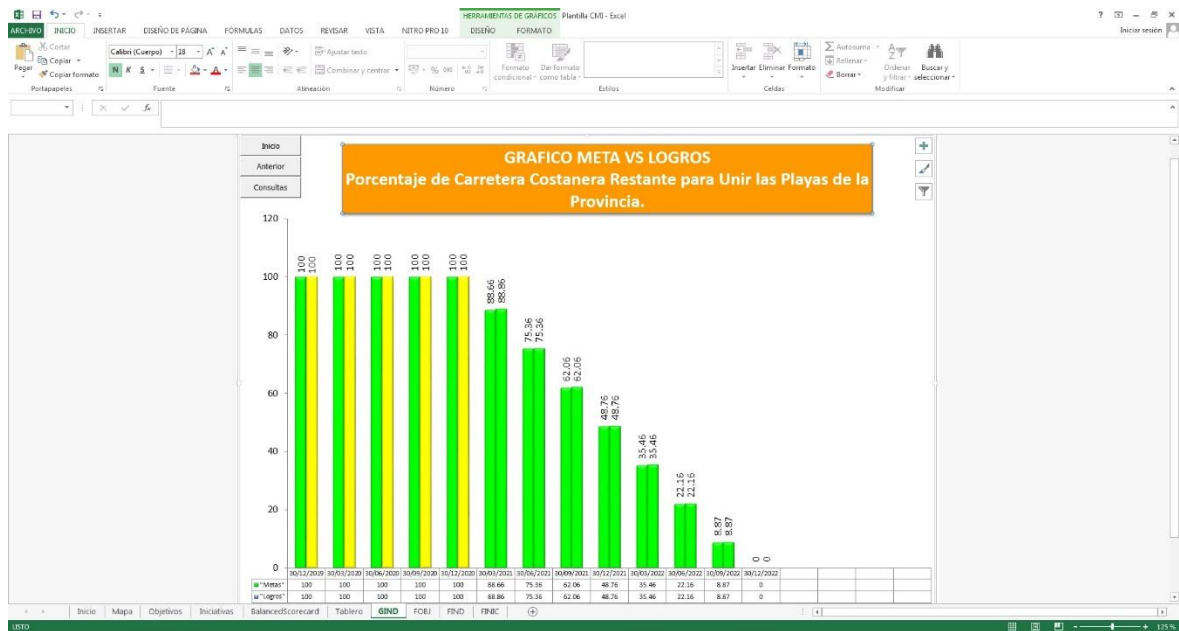 HERRAMIENTAS DE GRÁFICOS Plantilla CMI - Excel
ARCHIVO INICIO INSERTAR DISEÑO DE PÁGINA FÓRMULAS DATOS REVISAR VISTA NITRO PRO 10 DISEÑO FORMATO Iniciar sesión
Pegar
Cortar
Copiar
Copiar formato
Portapapeles
Calibri (Cuerpo) 18
N K S
Fuente
Ajustar texto
Combinar y centrar
Alineación
% 000
Número
Formato condicional
Dar formato como tabla
Estilos
Insertar Eliminar Formato
Celdas
Autosuma
Rellenar
Borrar
Ordenar y filtrar
Buscar y seleccionar
Modificar
fx
Inicio
Anterior
Consultas
GRAFICO META VS LOGROS
Porcentaje de Carretera Costanera Restante para Unir las Playas de la
Provincia.
120
100
80
60
40
20
0
100 100
100 100
100 100
100 100
100 100
88.66 88.86
75.36 75.36
62.06 62.06
48.76 48.76
35.46 35.46
22.16 22.16
8.87 8.87
0 0
30/12/2019 30/03/2020 30/06/2020 30/09/2020 30/12/2020 30/03/2021 30/06/2021 30/09/2021 30/12/2021 30/03/2022 30/06/2022 30/09/2022 30/12/2022
"Metas" 100 100 100 100 100 88.66 75.36 62.06 48.76 35.46 22.16 8.87 0
"Logros" 100 100 100 100 100 88.86 75.36 62.06 48.76 35.46 22.16 8.87 0
Inicio Mapa Objetivos Iniciativas BalancedScorecard Tablero GIND FOBJ FIND FINIC
LISTO 125 %